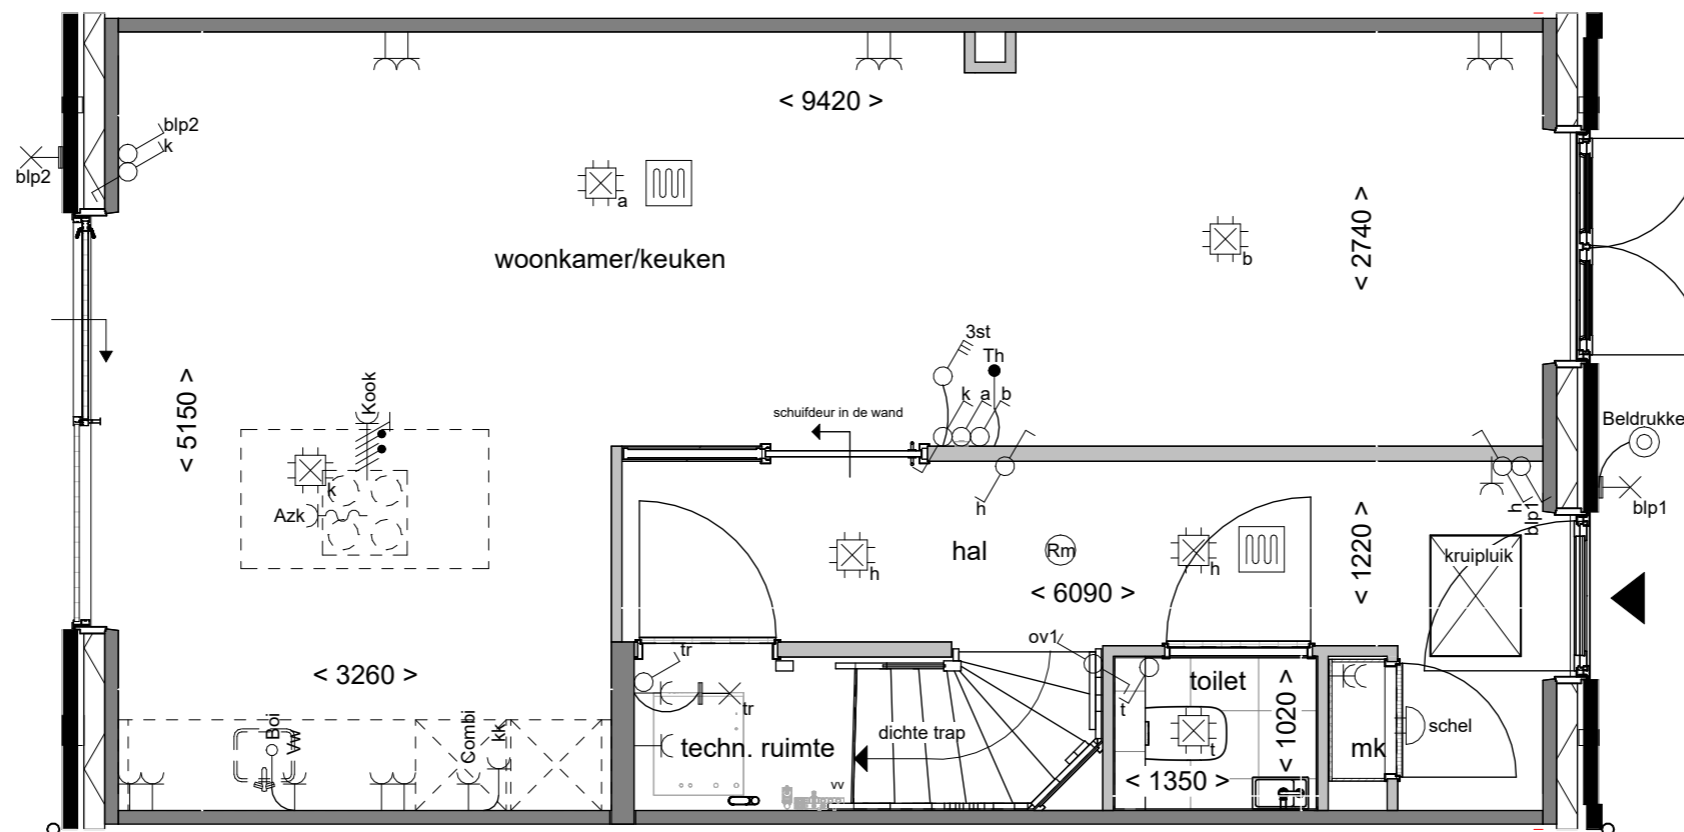 < 9420 >
blp2
k
blp2
a
woonkamer/keuken
b
< 2740 >
3st
Th
k a b
schuifdeur in de wand
< 5150 >
Kook
k
Azk
h
Beldrukke
h
blp1
blp1
hal
Rm
h
h
< 6090 >
< 1220 >
kruipluik
ov1
tr
tr
< 3260 >
toilet
t
t
< 1020 >
schel
mk
Boi
Vw
Combi
kk
techn. ruimte
dichte trap
vv
< 1350 >